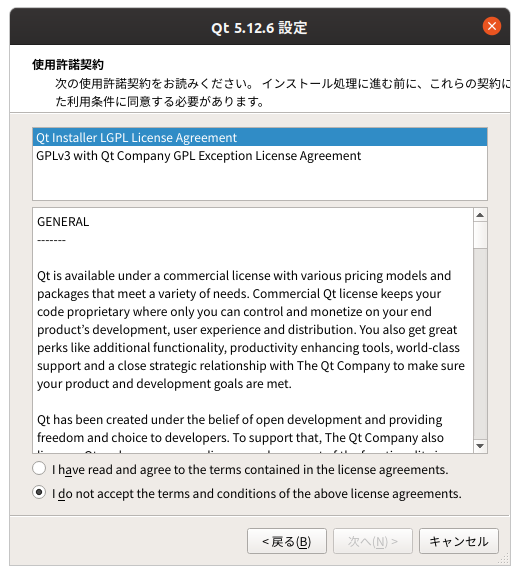 Qt 5.12.6 設定
使用許諾契約
次の使用許諾契約をお読みください。 インストール処理に進む前に、これらの契約に
た利用条件に同意する必要があります。
Qt Installer LGPL License Agreement
GPLv3 with Qt Company GPL Exception License Agreement
GENERAL
-------
Qt is available under a commercial license with various pricing models and
packages that meet a variety of needs. Commercial Qt license keeps your
code proprietary where only you can control and monetize on your end
product’s development, user experience and distribution. You also get great
perks like additional functionality, productivity enhancing tools, world-class
support and a close strategic relationship with The Qt Company to make sure
your product and development goals are met.
Qt has been created under the belief of open development and providing
freedom and choice to developers. To support that, The Qt Company also
I have read and agree to the terms contained in the license agreements.
I do not accept the terms and conditions of the above license agreements.
< 戻る(B)
次へ(N) >
キャンセル